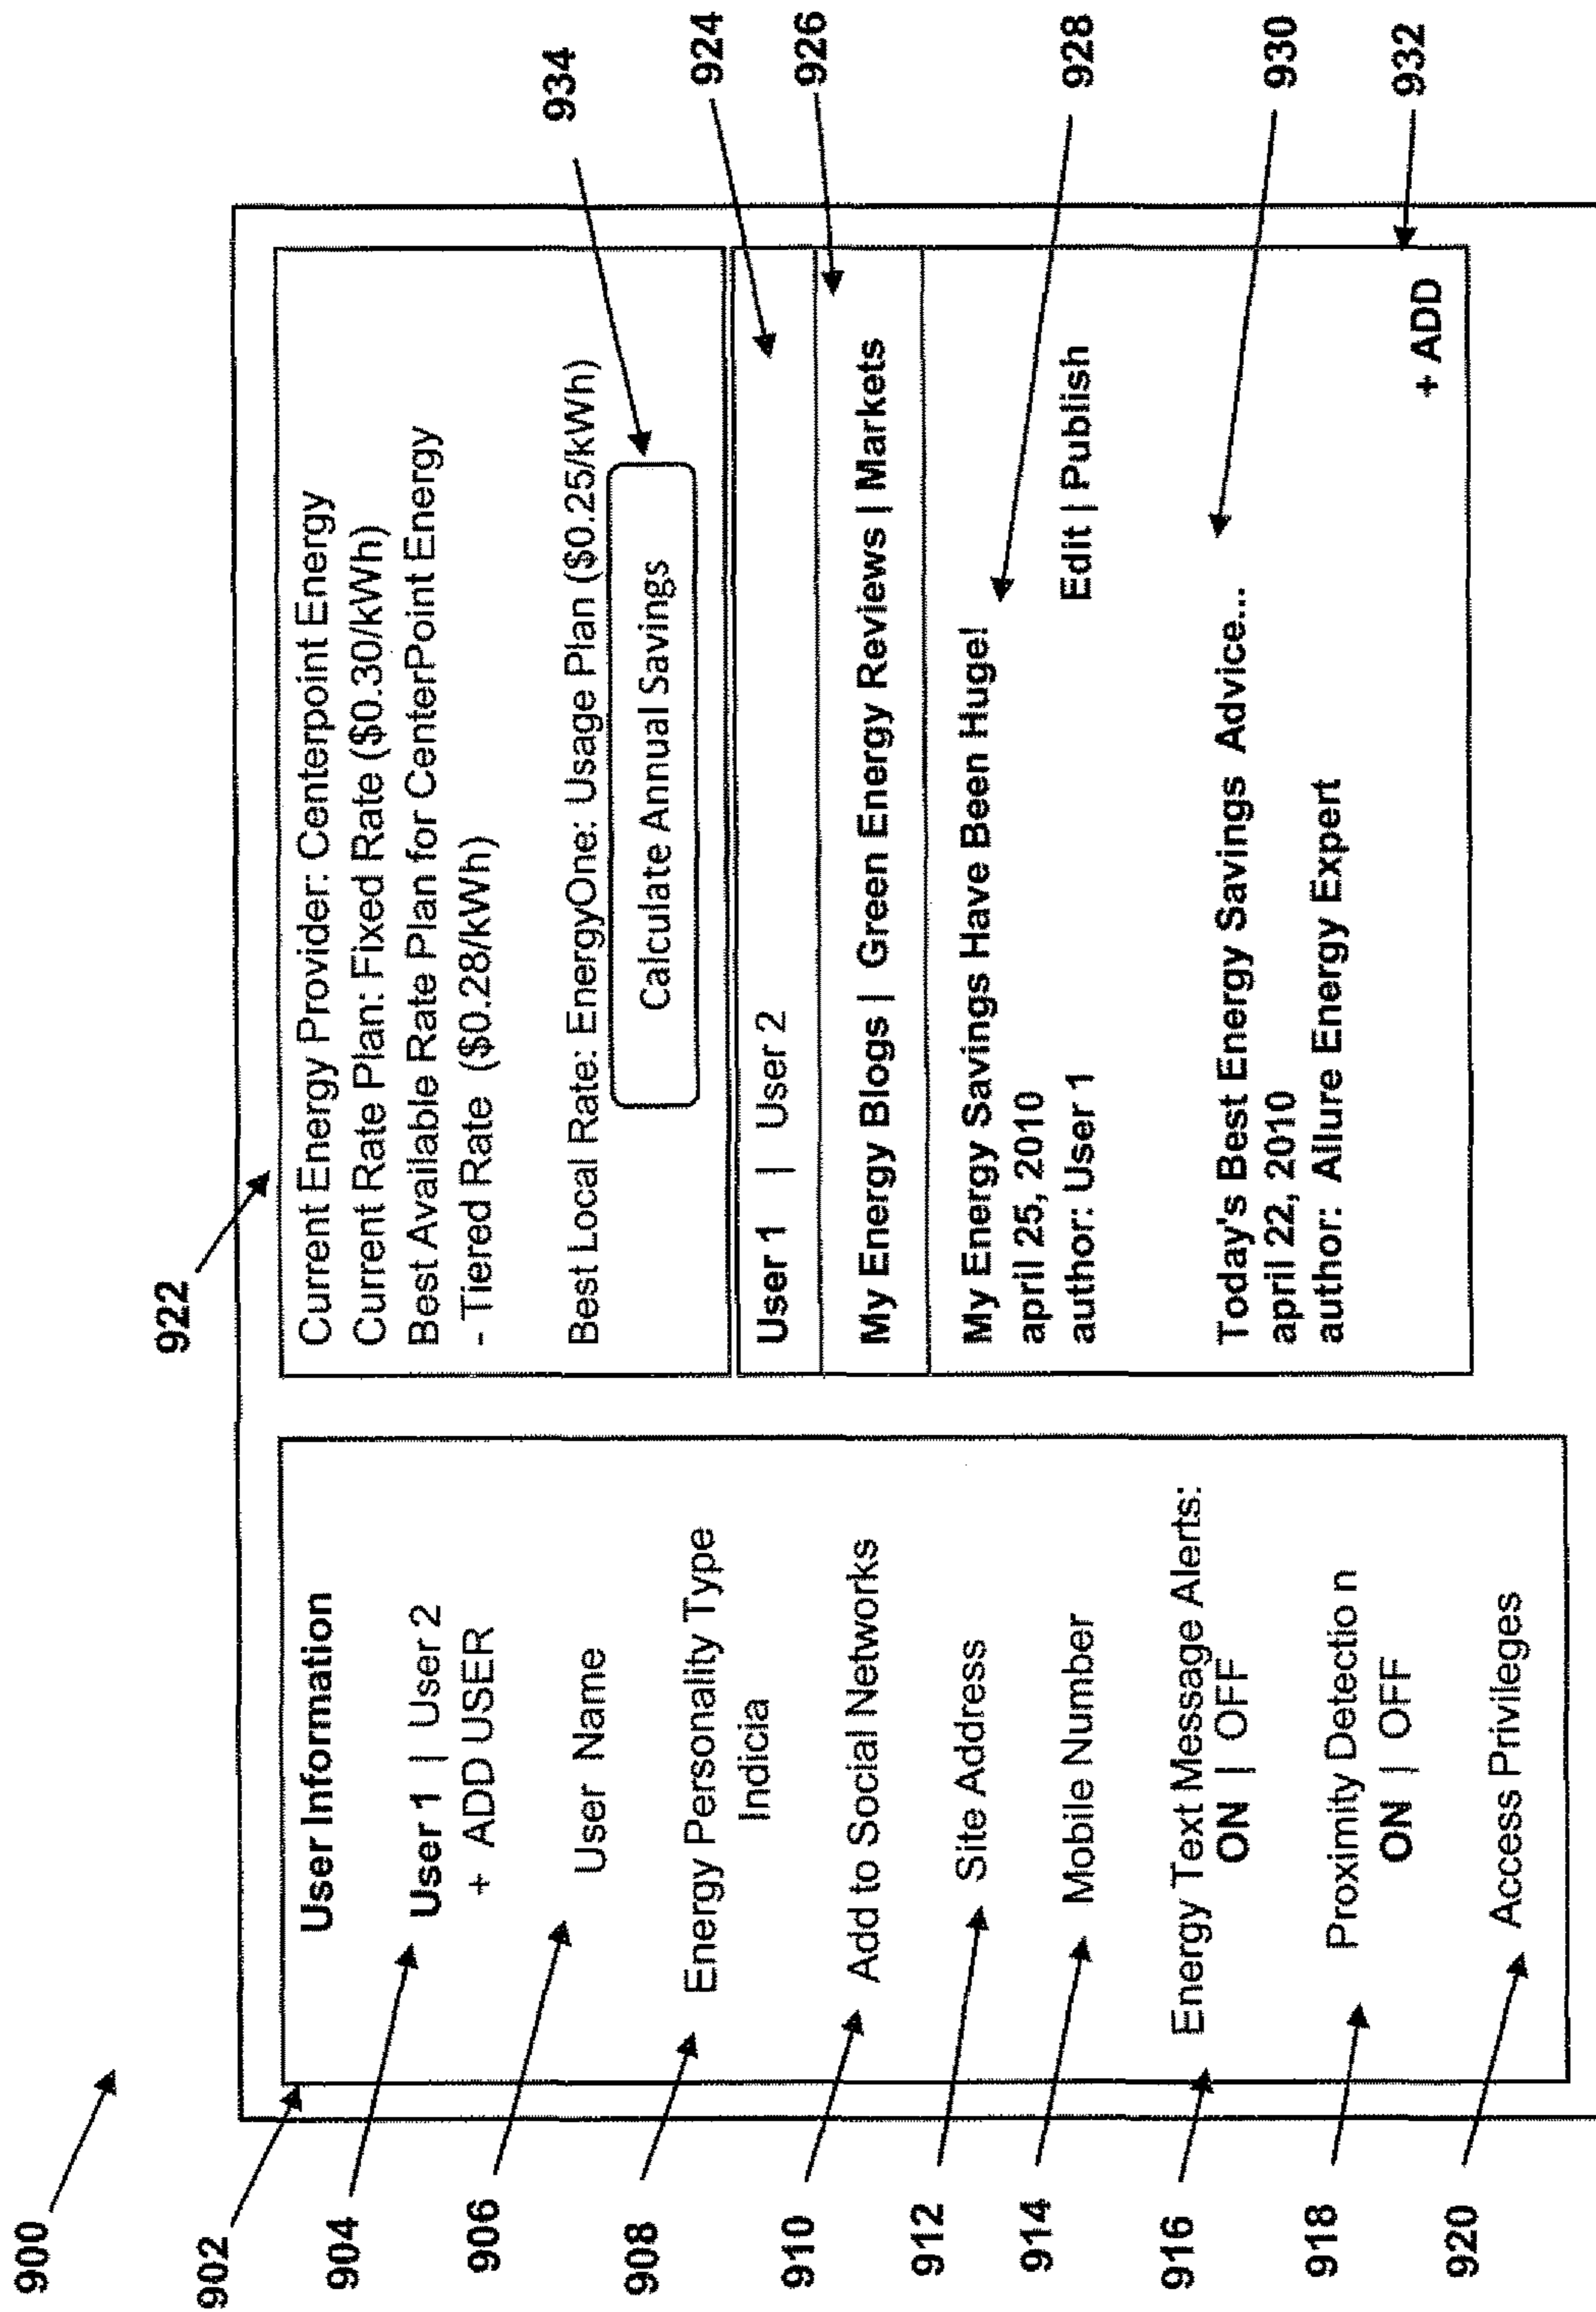 900
902
904
906
908
910
912
914
916
918
920
User Information
User 1 | User 2
+ ADD USER
User Name
Energy Personality Type
Indicia
Add to Social Networks
Site Address
Mobile Number
Energy Text Message Alerts:
ON | OFF
Proximity Detectio n
ON | OFF
Access Privileges
922
Current Energy Provider: Centerpoint Energy
Current Rate Plan: Fixed Rate ($0.30/kWh)
Best Available Rate Plan for CenterPoint Energy
- Tiered Rate ($0.28/kWh)
Best Local Rate: EnergyOne: Usage Plan ($0.25/kWh)
Calculate Annual Savings
User 1 | User 2
My Energy Blogs | Green Energy Reviews | Markets
My Energy Savings Have Been Huge!
april 25, 2010
author: User 1
Edit | Publish
Today's Best Energy Savings Advice...
april 22, 2010
author: Allure Energy Expert
+ ADD
934
924
926
928
930
932